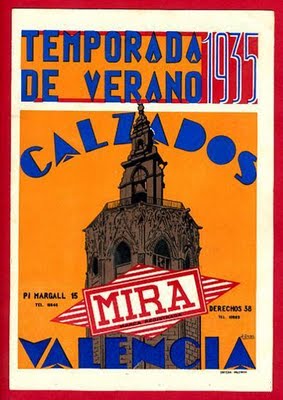 TEMPORADA
DE VERANO 1935
CALZADOS
MIRA
PI MARGALL 15
DERECHOS 38
VALENCIA